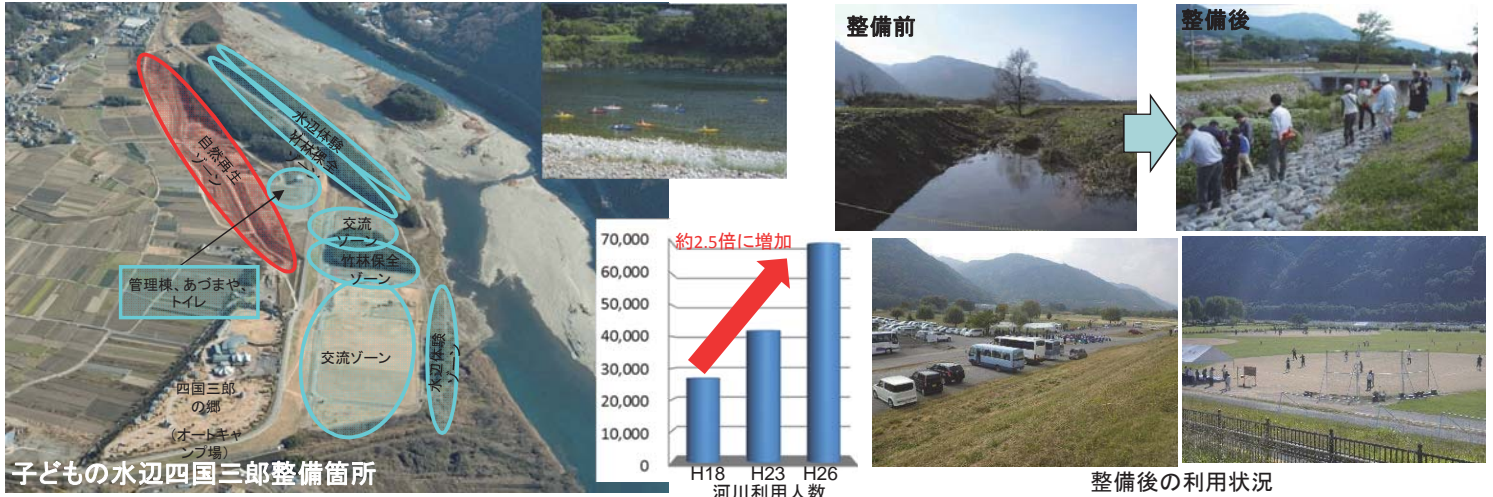 自然再生
ゾーン
水辺体験
竹林保全
ゾーン
交流
ゾーン
竹林保全
ゾーン
管理棟、あづまや、
トイレ
交流ゾーン
水辺体験
ゾーン
四国三郎
の郷
(オートキャ
ンプ場)
子どもの水辺四国三郎整備箇所
70,000
60,000
50,000
40,000
30,000
20,000
10,000
0
約2.5倍に増加
H18 H23 H26
河川利用人数
整備前
整備後
整備後の利用状況